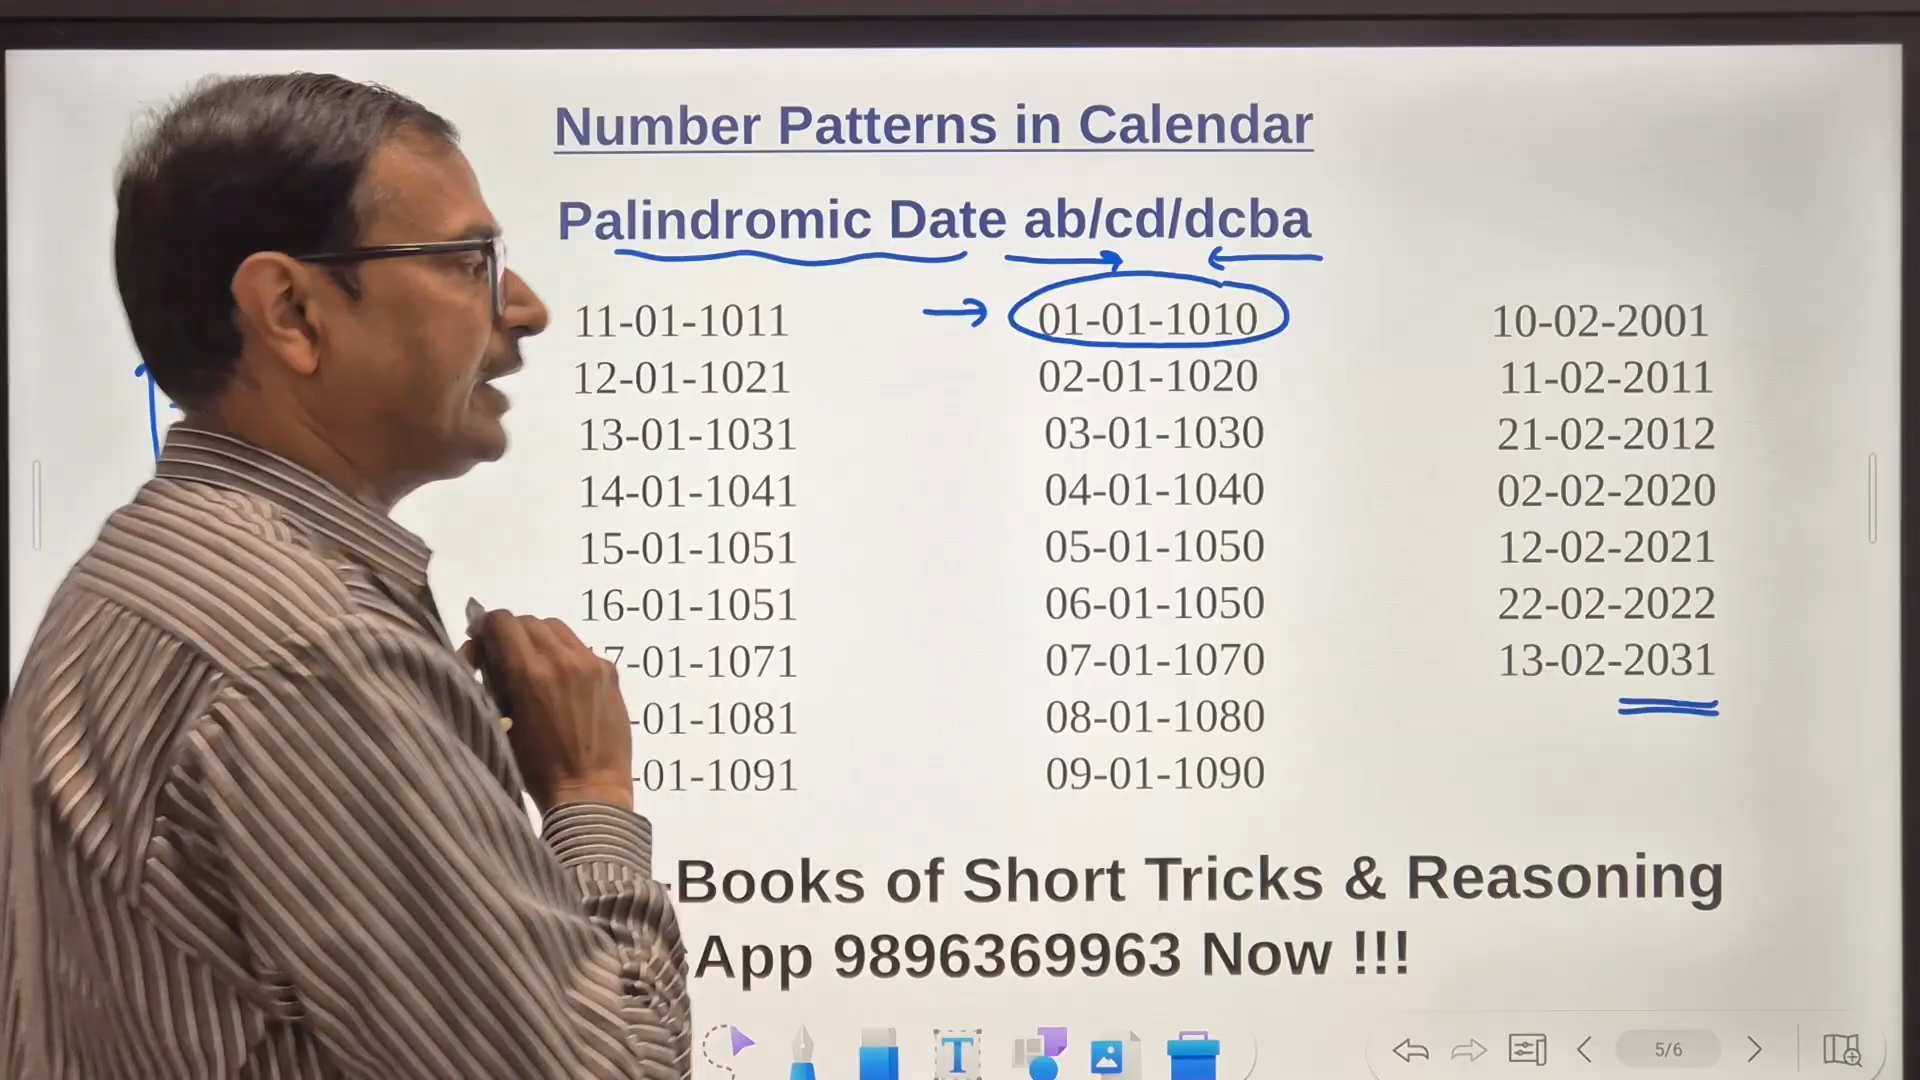 Number Patterns in Calendar
Palindromic Date ab/cd/dcba
11-01-1011 01-01-1010 10-02-2001
12-01-1021 02-01-1020 11-02-2011
13-01-1031 03-01-1030 21-02-2012
14-01-1041 04-01-1040 02-02-2020
15-01-1051 05-01-1050 12-02-2021
16-01-1051 06-01-1050 22-02-2022
7-01-1071 07-01-1070 13-02-2031
-01-1081 08-01-1080
-01-1091 09-01-1090
-Books of Short Tricks & Reasoning
App 9896369963 Now !!!
T 5/6